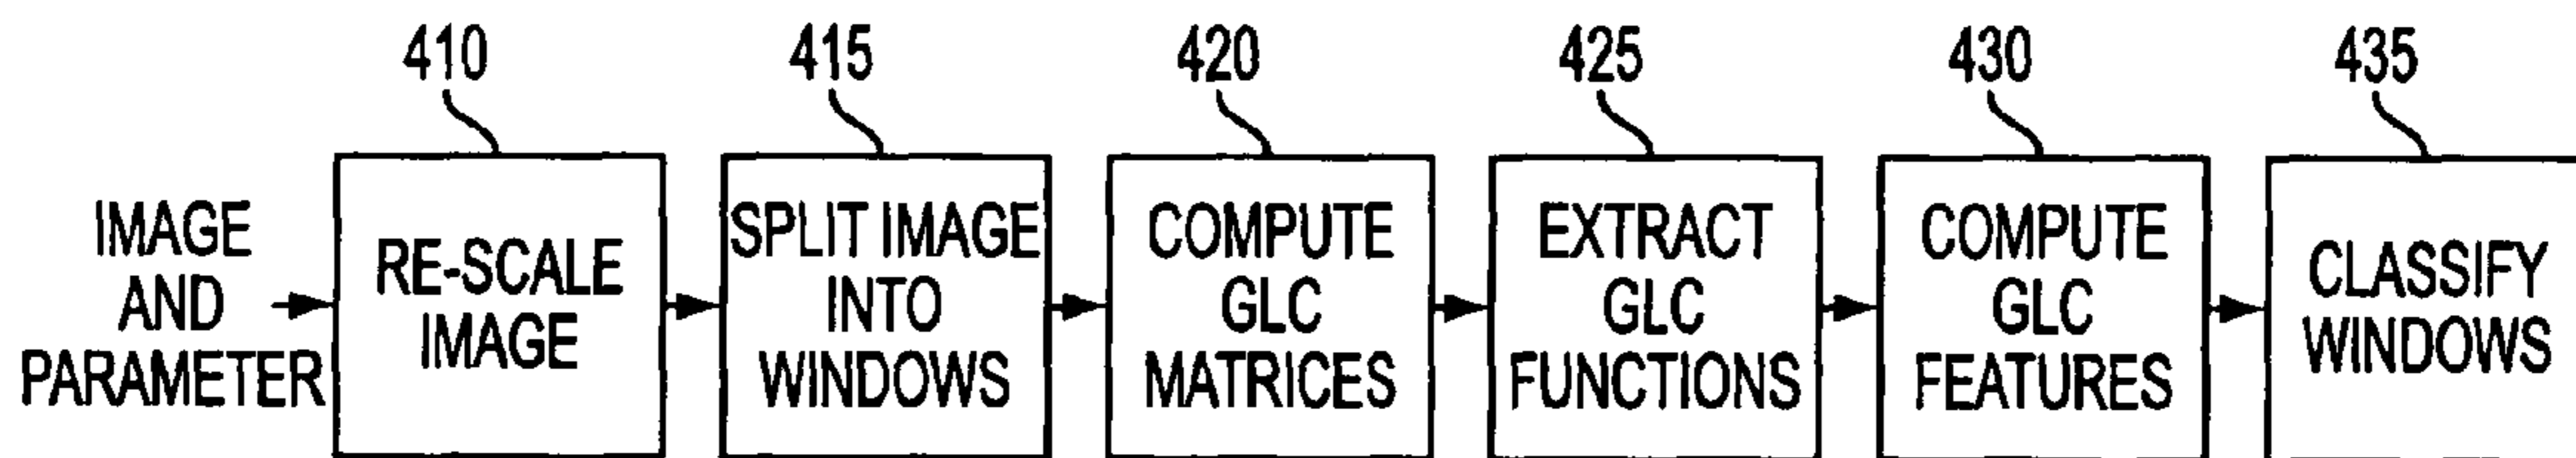 410
415
420
425
430
435
IMAGE
AND
PARAMETER
RE-SCALE
IMAGE
SPLIT IMAGE
INTO
WINDOWS
COMPUTE
GLC
MATRICES
EXTRACT
GLC
FUNCTIONS
COMPUTE
GLC
FEATURES
CLASSIFY
WINDOWS